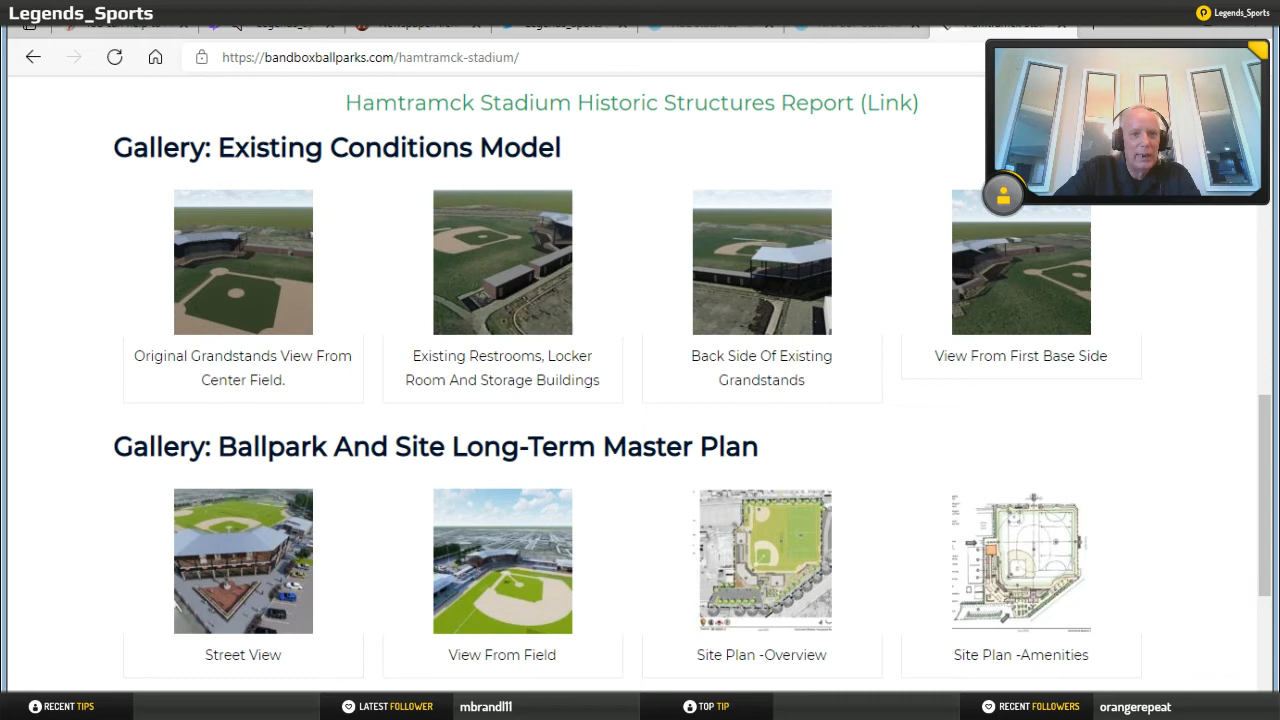 Legends_Sports
Legends_Sports
https://bandboxballparks.com/hamtramck-stadium/
Hamtramck Stadium Historic Structures Report (Link)
Gallery: Existing Conditions Model
Original Grandstands View From
Center Field.
Existing Restrooms, Locker
Room And Storage Buildings
Back Side Of Existing
Grandstands
View From First Base Side
Gallery: Ballpark And Site Long-Term Master Plan
Street View
View From Field
Site Plan -Overview
Site Plan -Amenities
RECENT TIPS
LATEST FOLLOWER
mbrandl11
TOP TIP
RECENT FOLLOWERS
orangerepeat